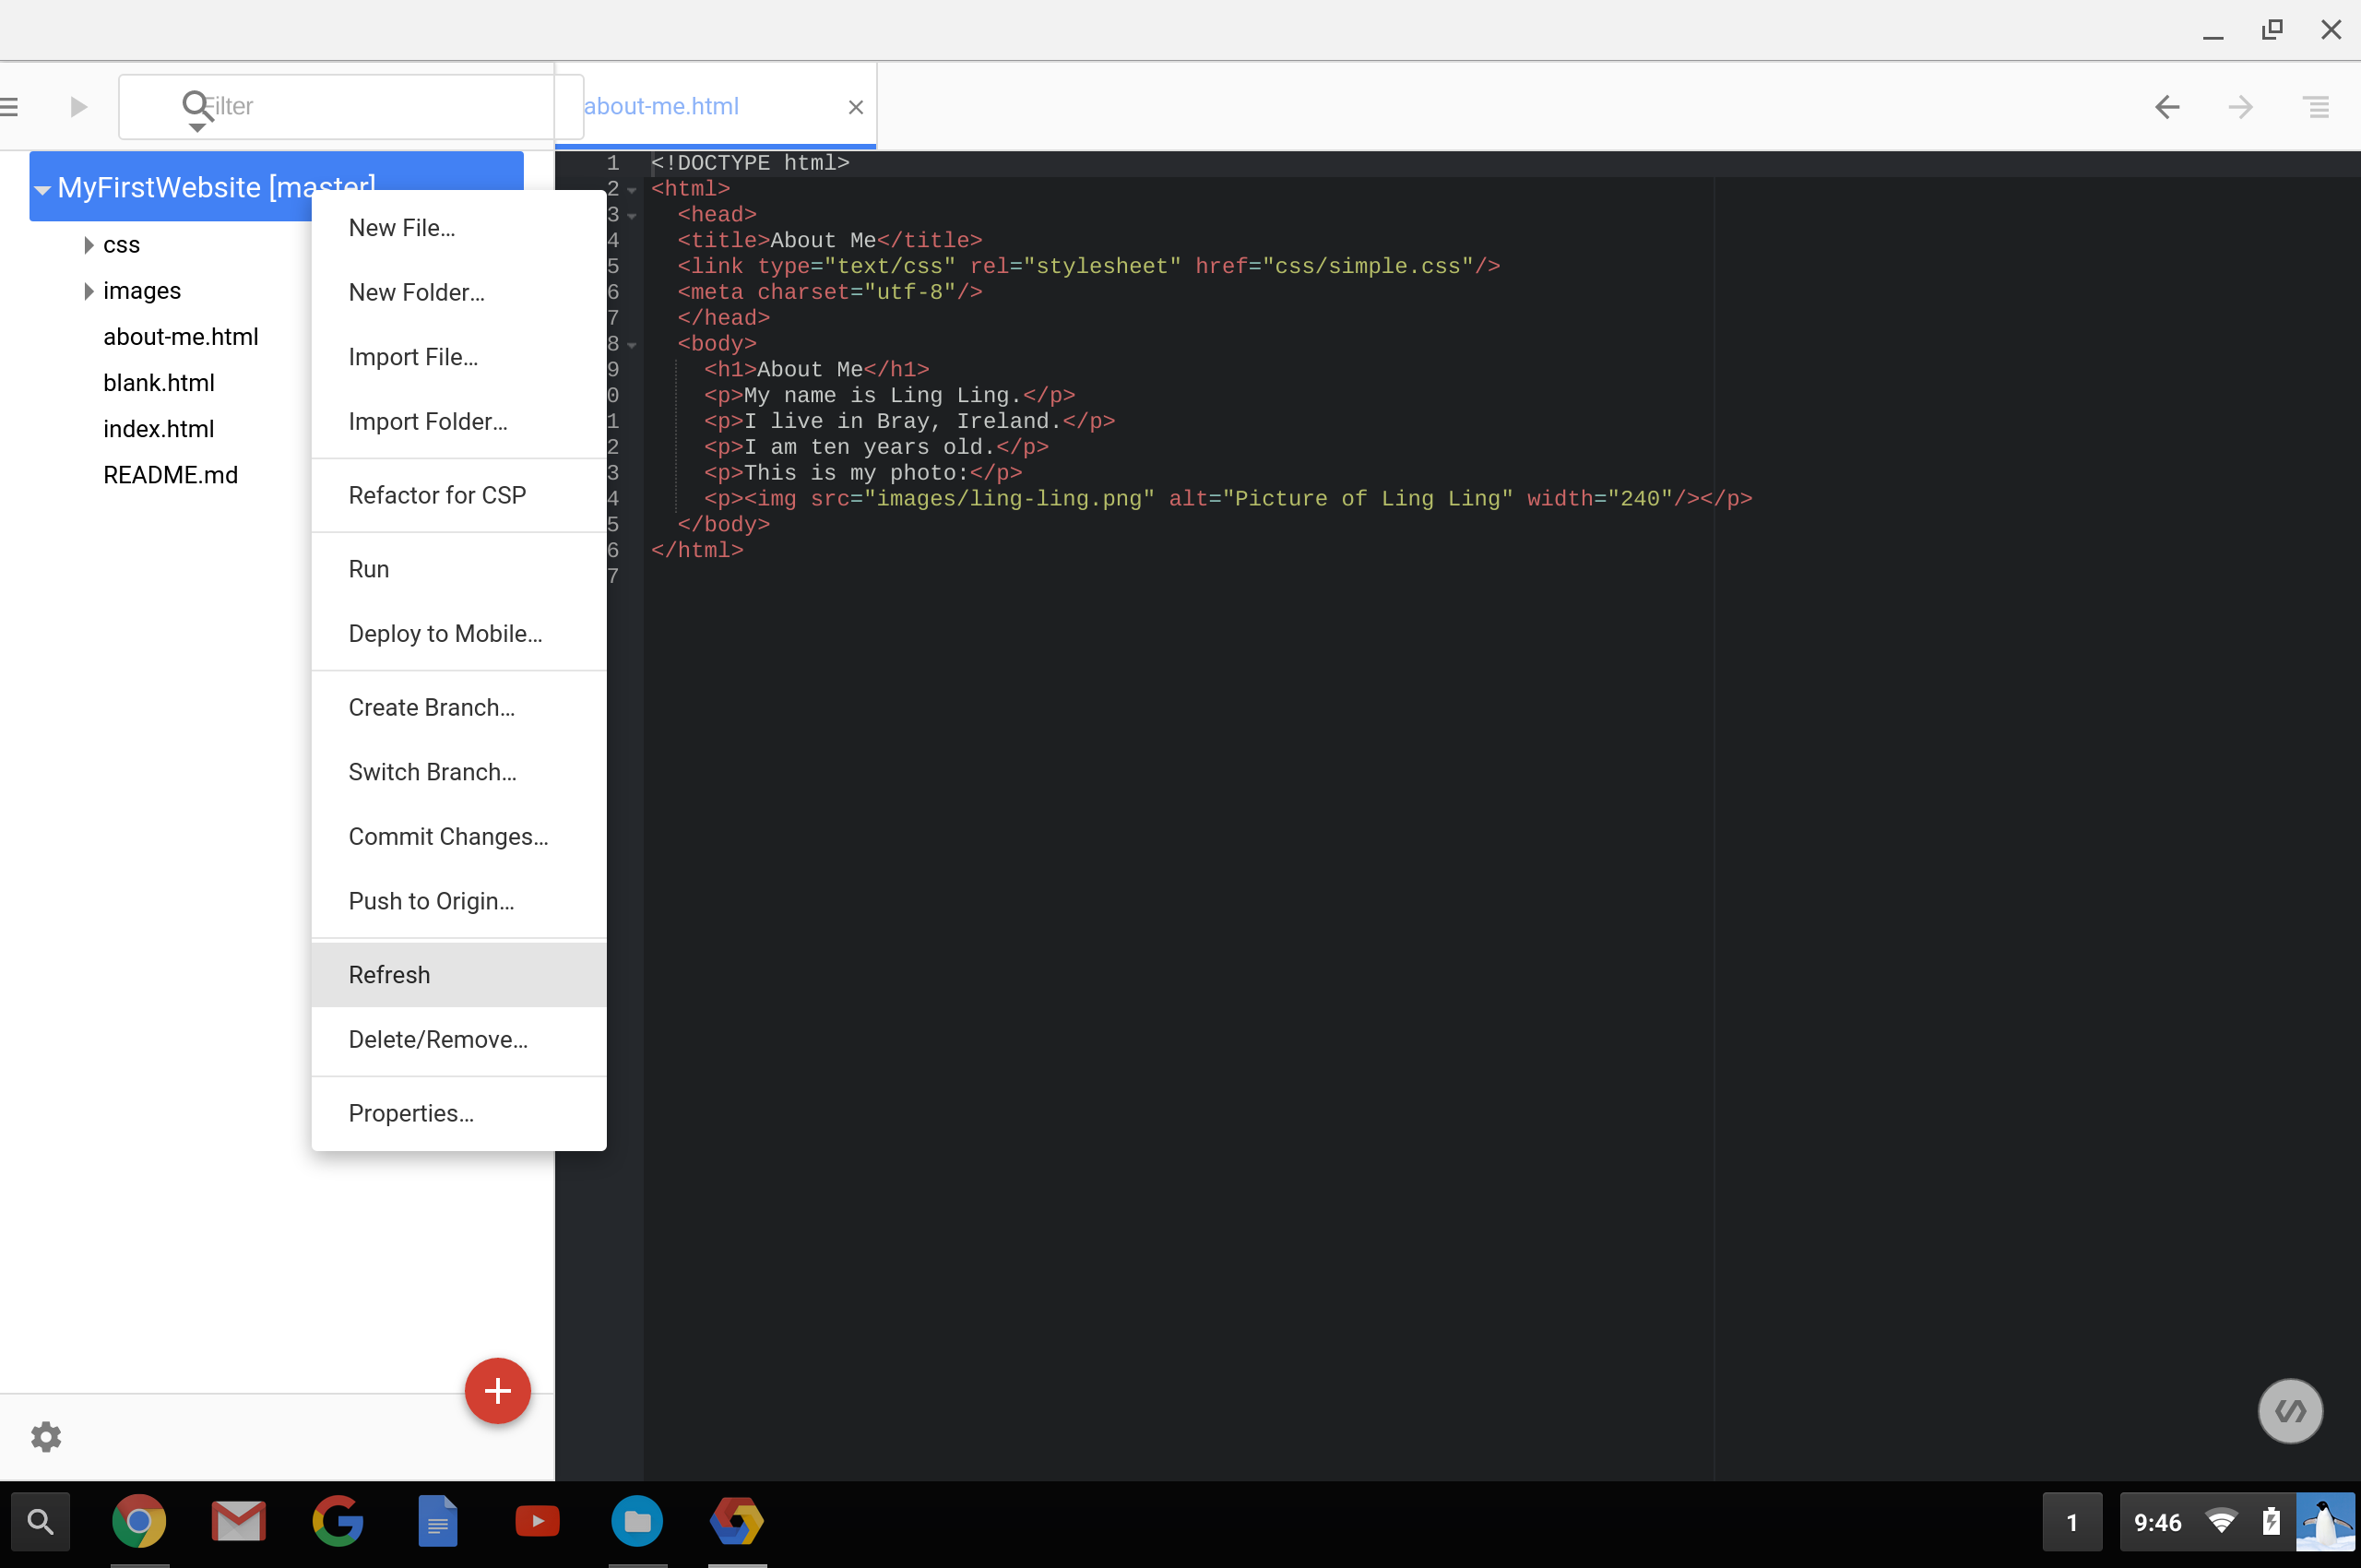 Filter
about-me.html
MyFirstWebsite [master]
css
images
about-me.html
blank.html
index.html
README.md
New File…
New Folder…
Import File…
Import Folder…
Refactor for CSP
Run
Deploy to Mobile…
Create Branch…
Switch Branch…
Commit Changes…
Push to Origin…
Refresh
Delete/Remove…
Properties…
1 <!DOCTYPE html>
2 <html>
3 <head>
4 <title>About Me</title>
5 <link type="text/css" rel="stylesheet" href="css/simple.css"/>
6 <meta charset="utf-8"/>
7 </head>
8 <body>
9 <h1>About Me</h1>
0 <p>My name is Ling Ling.</p>
1 <p>I live in Bray, Ireland.</p>
2 <p>I am ten years old.</p>
3 <p>This is my photo:</p>
4 <p><img src="images/ling-ling.png" alt="Picture of Ling Ling" width="240"/></p>
5 </body>
6 </html>
7
1
9:46